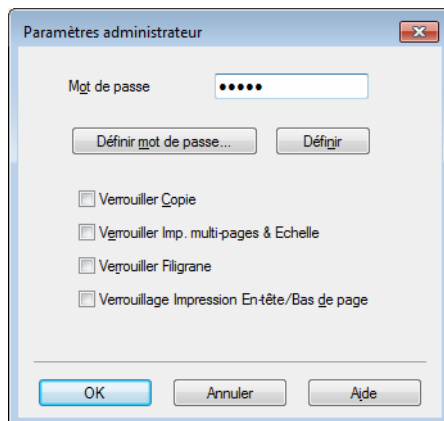 Paramètres administrateur
Mot de passe •••••
Définir mot de passe... Définir
Verrouiller Copie
Verrouiller Imp. multi-pages & Echelle
Verrouiller Filigrane
Verrouillage Impression En-tête/Bas de page
OK Annuler Aide